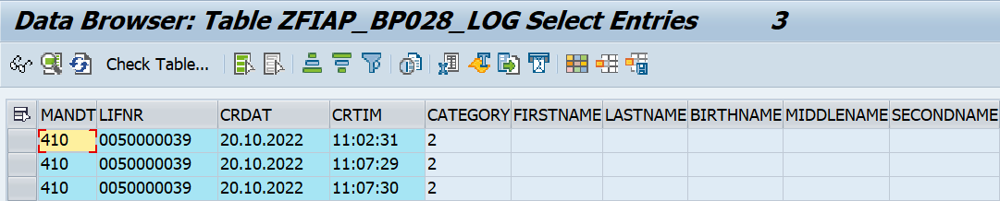 Data Browser: Table ZFIAP_BP028_LOG Select Entries 3
Check Table...
MANDT LIFNR CRDAT CRTIM CATEGORY FIRSTNAME LASTNAME BIRTHNAME MIDDLENAME SECONDNAME
410 0050000039 20.10.2022 11:02:31 2
410 0050000039 20.10.2022 11:07:29 2
410 0050000039 20.10.2022 11:07:30 2